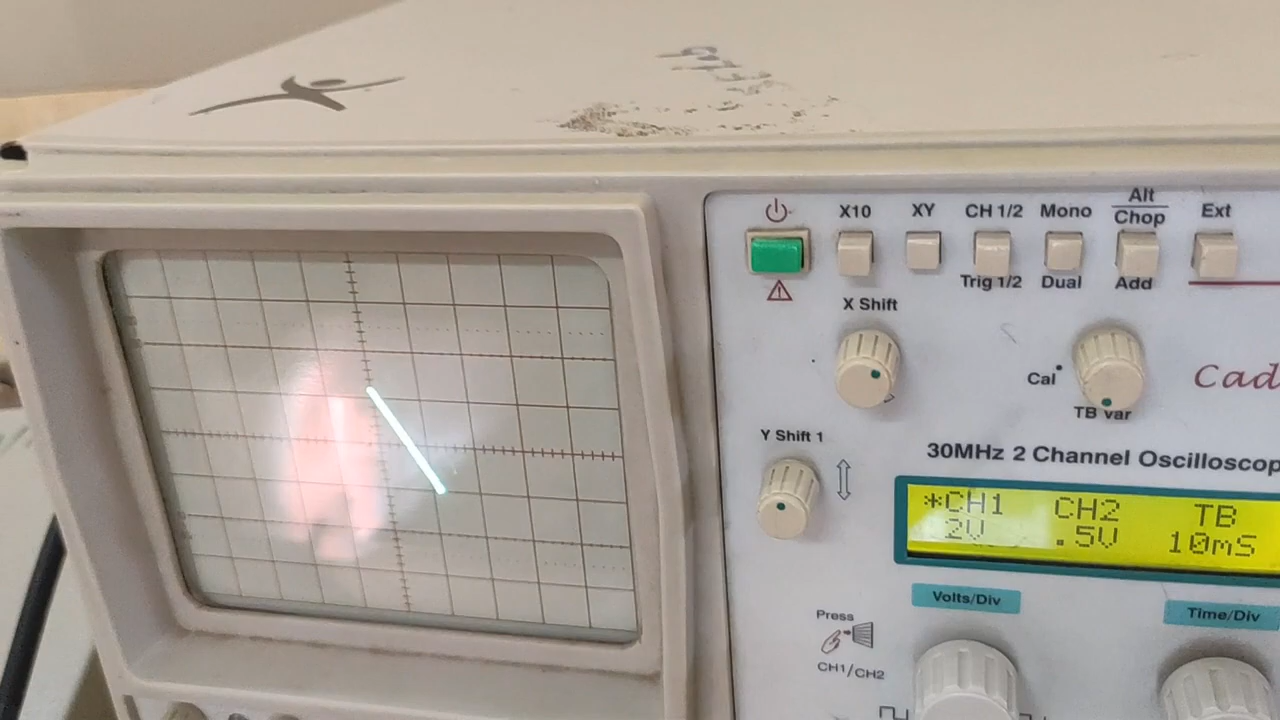 Alt
X10 XY CH 1/2 Mono Chop Ext
Trig 1/2 Dual Add
X Shift
Cal
TB Var
Cad
Y Shift 1
30MHz 2 Channel Oscilloscop
*CH1 CH2 TB
2V .5V 10mS
Volts/Div Time/Div
Press
CH1/CH2